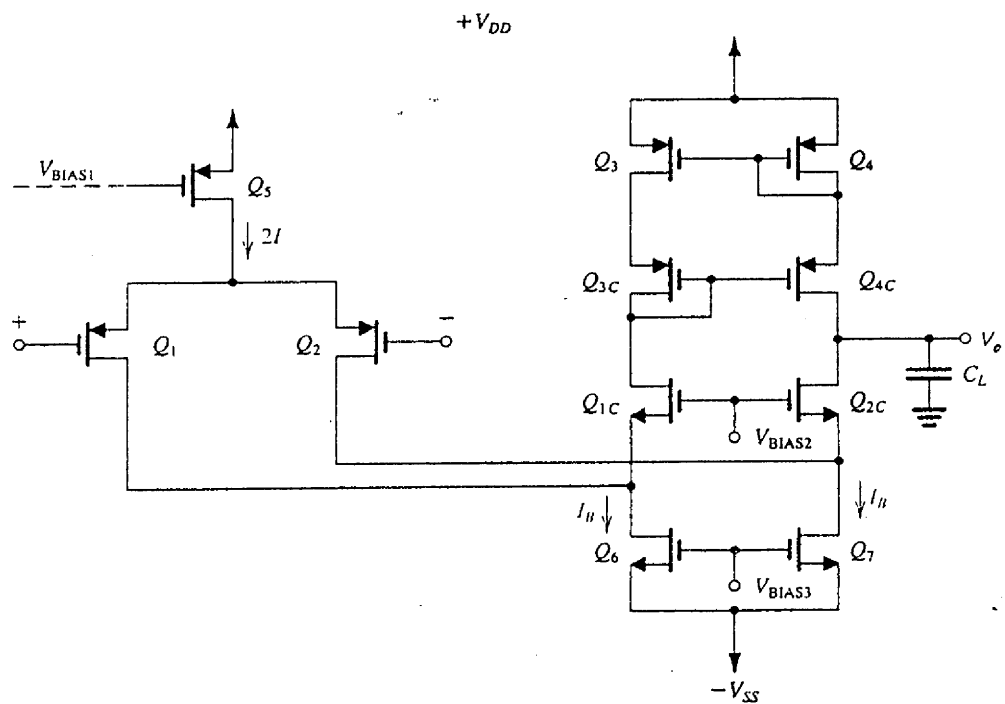 +V_DD
V_BIAS1
Q_5
2I
Q_3
Q_4
Q_3C
Q_4C
+
Q_1
Q_2
−
V_o
C_L
Q_1C
Q_2C
V_BIAS2
I_B
I_B
Q_6
Q_7
V_BIAS3
−V_SS